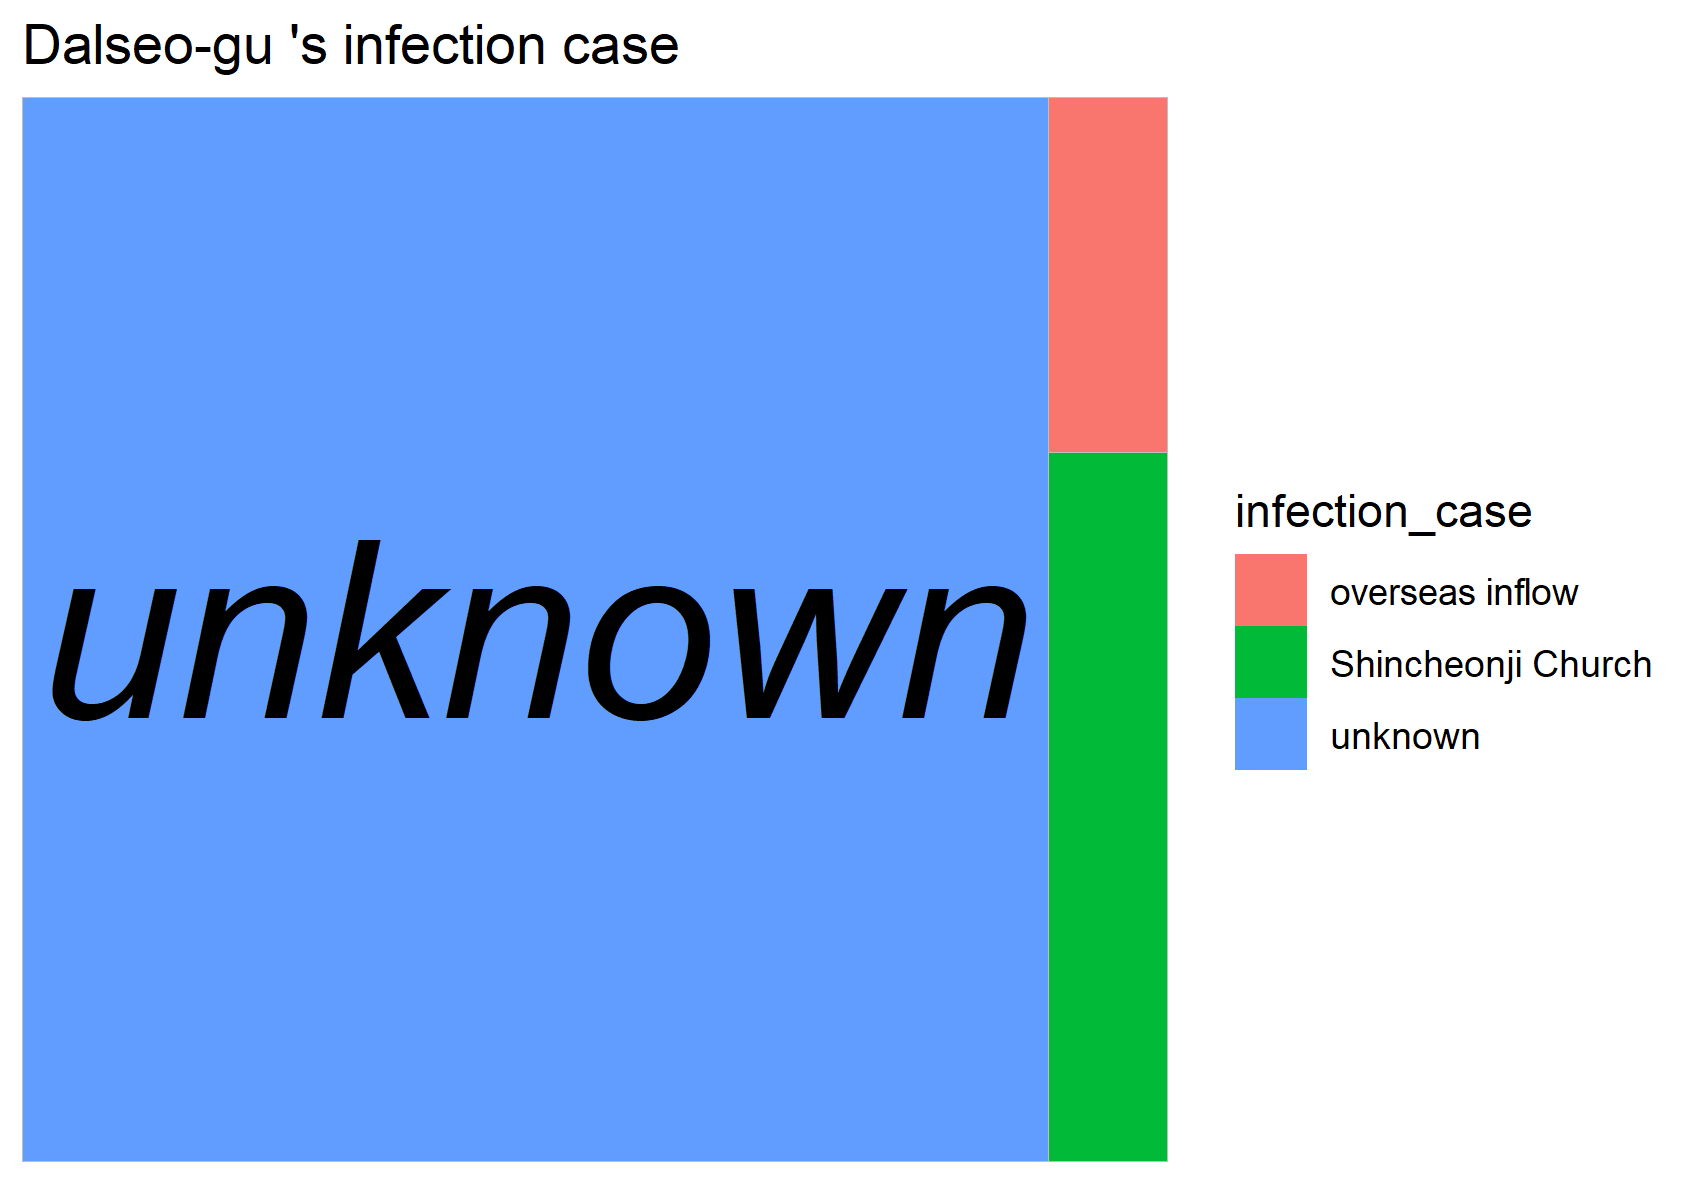 Dalseo-gu 's infection case
unknown
infection_case
overseas inflow
Shincheonji Church
unknown